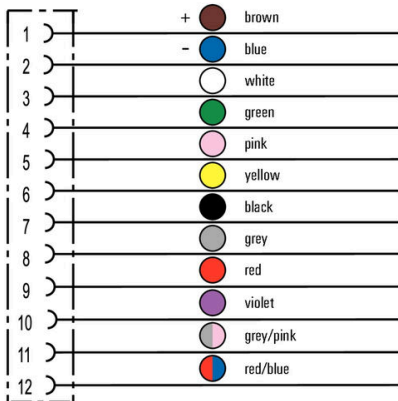 + brown
1
- blue
2
white
3
green
4
pink
5
yellow
6
black
7
grey
8
red
9
violet
10
grey/pink
11
red/blue
12